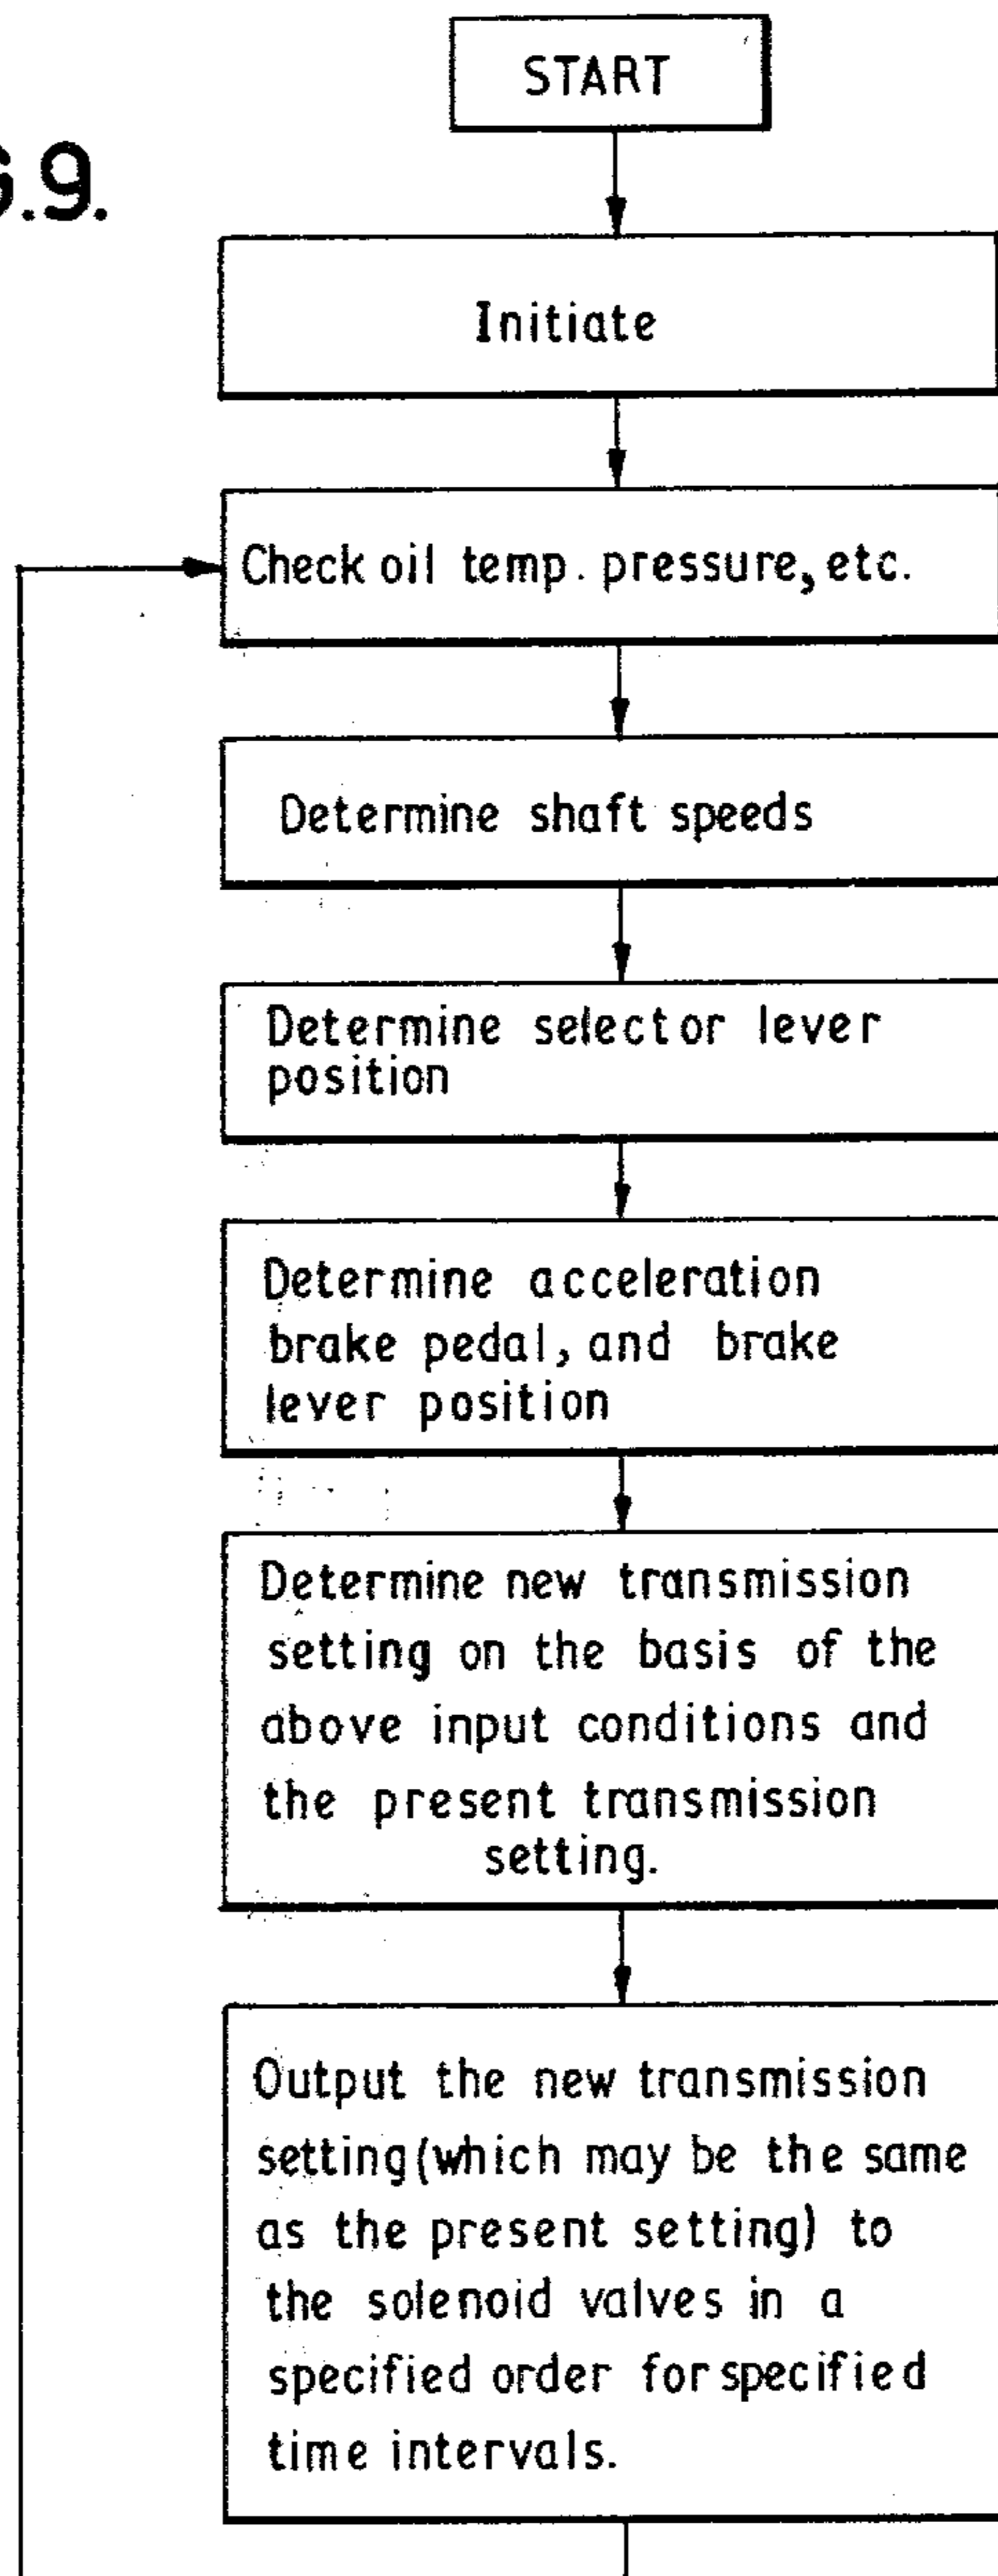 START
G.9.
Initiate
Check oil temp. pressure, etc.
Determine shaft speeds
Determine selector lever
position
Determine acceleration
brake pedal, and brake
lever position
Determine new transmission
setting on the basis of the
above input conditions and
the present transmission
setting.
Output the new transmission
setting (which may be the same
as the present setting) to
the solenoid valves in a
specified order for specified
time intervals.